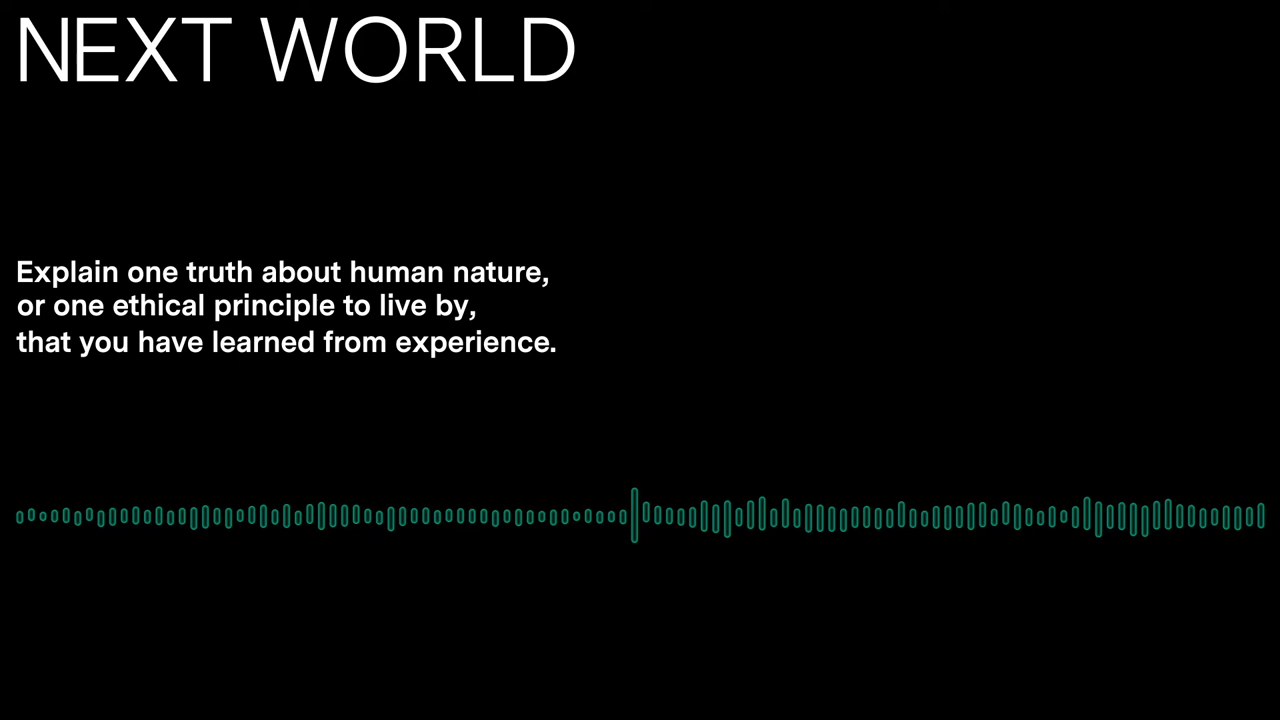 NEXT WORLD
Explain one truth about human nature,
or one ethical principle to live by,
that you have learned from experience.